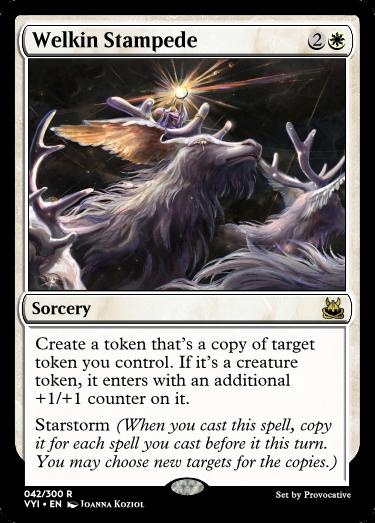 Welkin Stampede 2
Sorcery
Create a token that's a copy of target
token you control. If it's a creature
token, it enters with an additional
+1/+1 counter on it.
Starstorm (When you cast this spell, copy
it for each spell you cast before it this turn.
You may choose new targets for the copies.)
042/300 R
VYI • EN Joanna Koziol
Set by Provocative